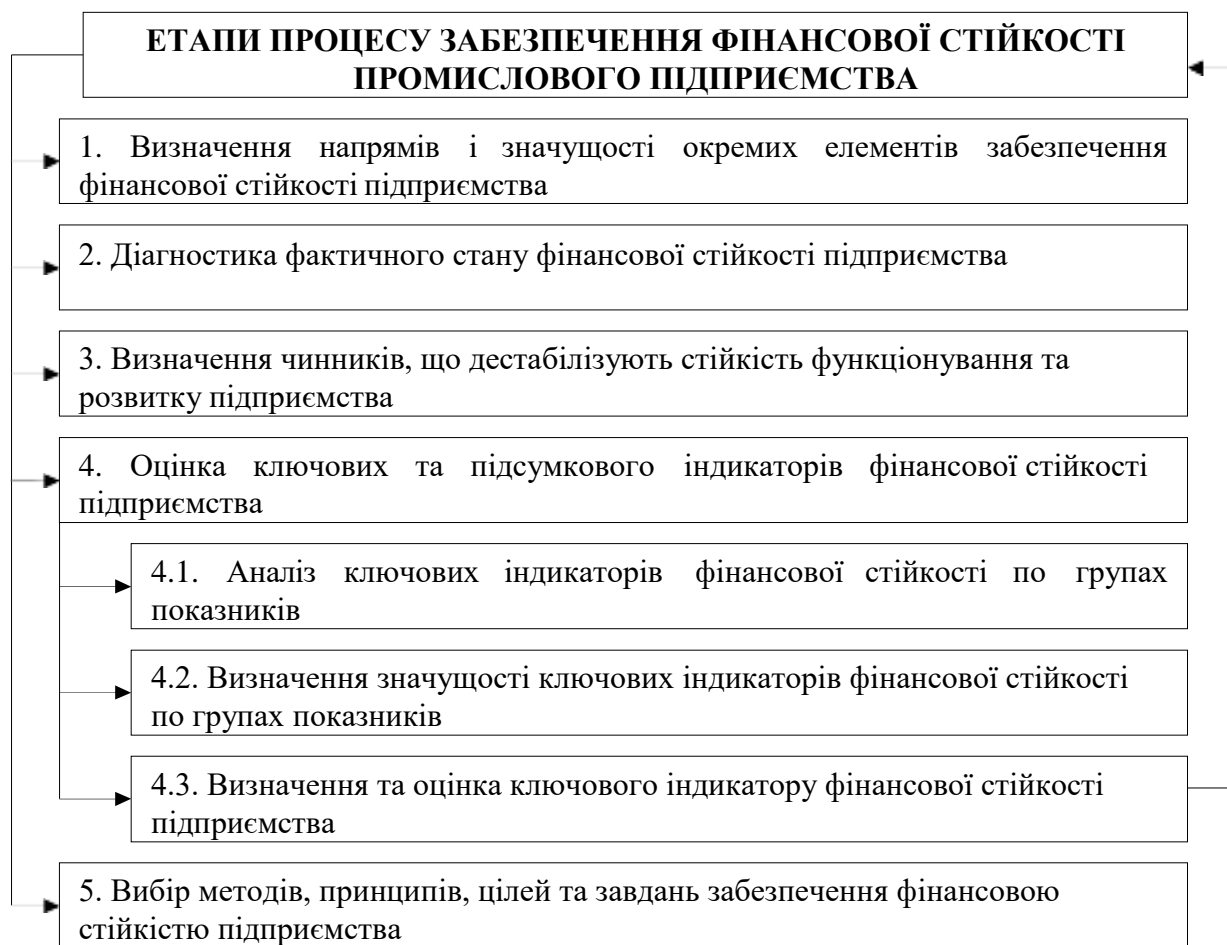 ЕТАПИ ПРОЦЕСУ ЗАБЕЗПЕЧЕННЯ ФІНАНСОВОЇ СТІЙКОСТІ
ПРОМИСЛОВОГО ПІДПРИЄМСТВА
1. Визначення напрямів і значущості окремих елементів забезпечення
фінансової стійкості підприємства
2. Діагностика фактичного стану фінансової стійкості підприємства
3. Визначення чинників, що дестабілізують стійкість функціонування та
розвитку підприємства
4. Оцінка ключових та підсумкового індикаторів фінансової стійкості
підприємства
4.1. Аналіз ключових індикаторів фінансової стійкості по групах
показників
4.2. Визначення значущості ключових індикаторів фінансової стійкості
по групах показників
4.3. Визначення та оцінка ключового індикатору фінансової стійкості
підприємства
5. Вибір методів, принципів, цілей та завдань забезпечення фінансовою
стійкістю підприємства